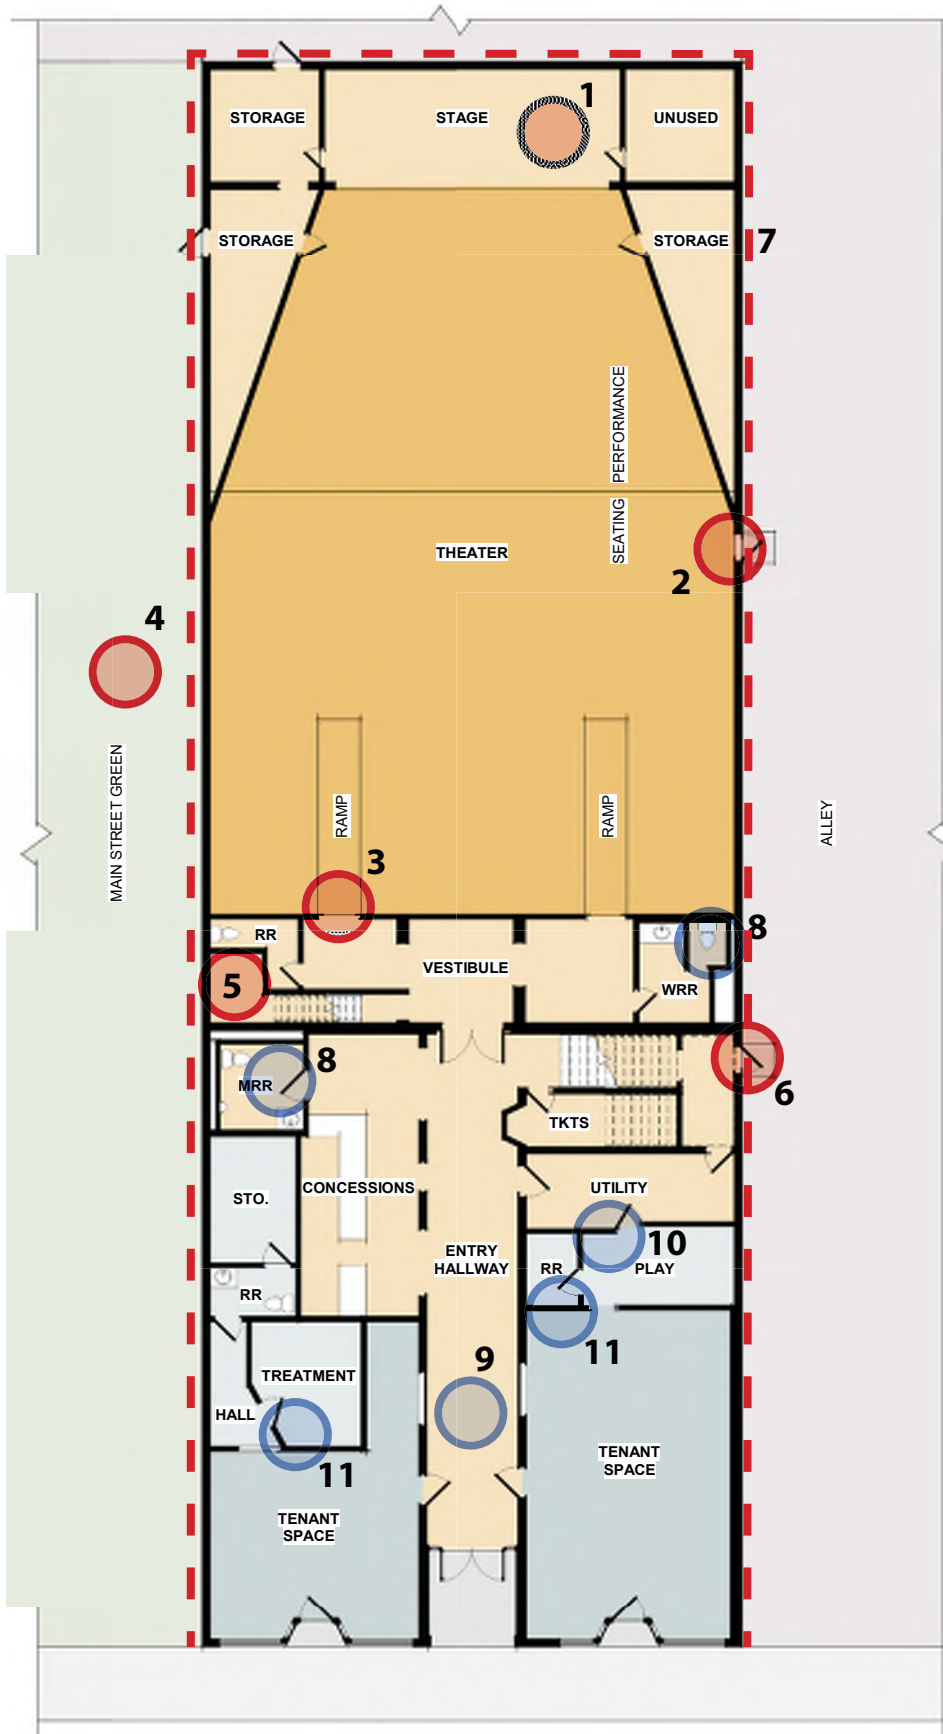 1
STORAGE
STAGE
UNUSED
STORAGE
STORAGE
7
PERFORMANCE
SEATING
THEATER
2
4
MAIN STREET GREEN
RAMP
RAMP
ALLEY
3
RR
8
VESTIBULE
5
WRR
8
MRR
6
TKTS
STO.
CONCESSIONS
UTILITY
ENTRY
HALLWAY
10
RR
PLAY
RR
11
9
TREATMENT
HALL
11
TENANT
SPACE
TENANT
SPACE